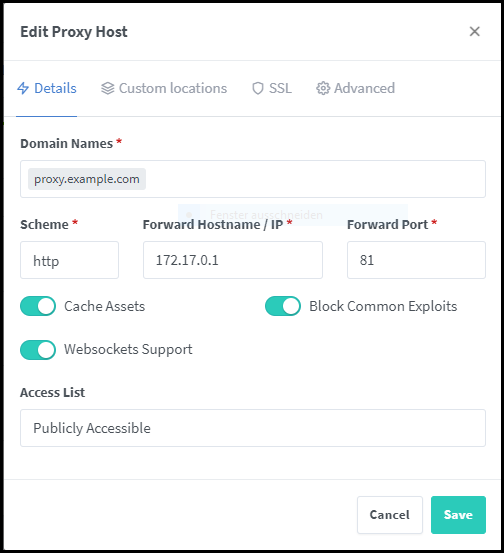 Edit Proxy Host
Details Custom locations SSL Advanced
Domain Names *
proxy.example.com
Scheme * Forward Hostname / IP * Forward Port *
http 172.17.0.1 81
Cache Assets Block Common Exploits
Websockets Support
Access List
Publicly Accessible
Cancel Save
Fenster ausschneiden